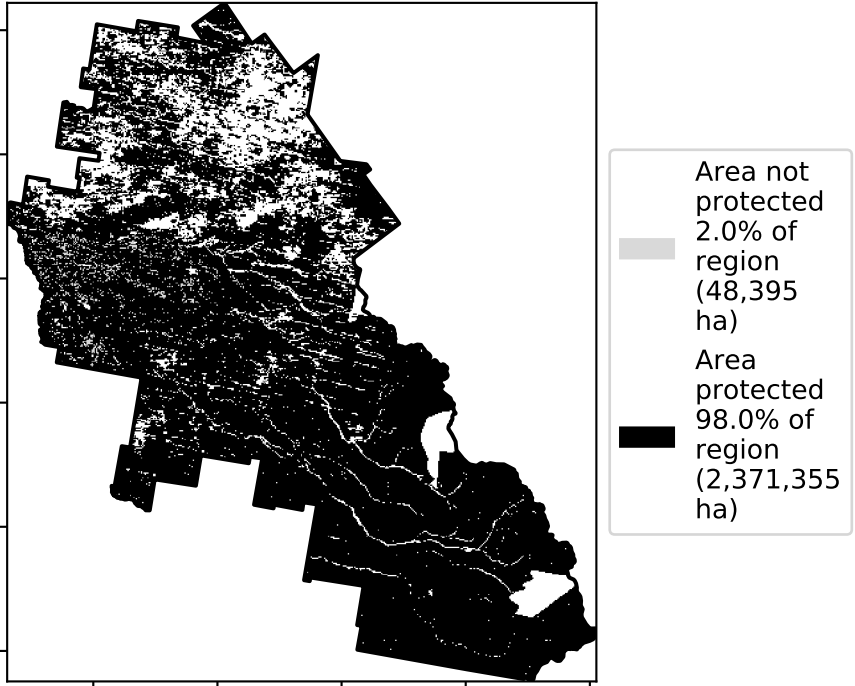 Area not
protected
2.0% of
region
(48,395
ha)
Area
protected
98.0% of
region
(2,371,355
ha)